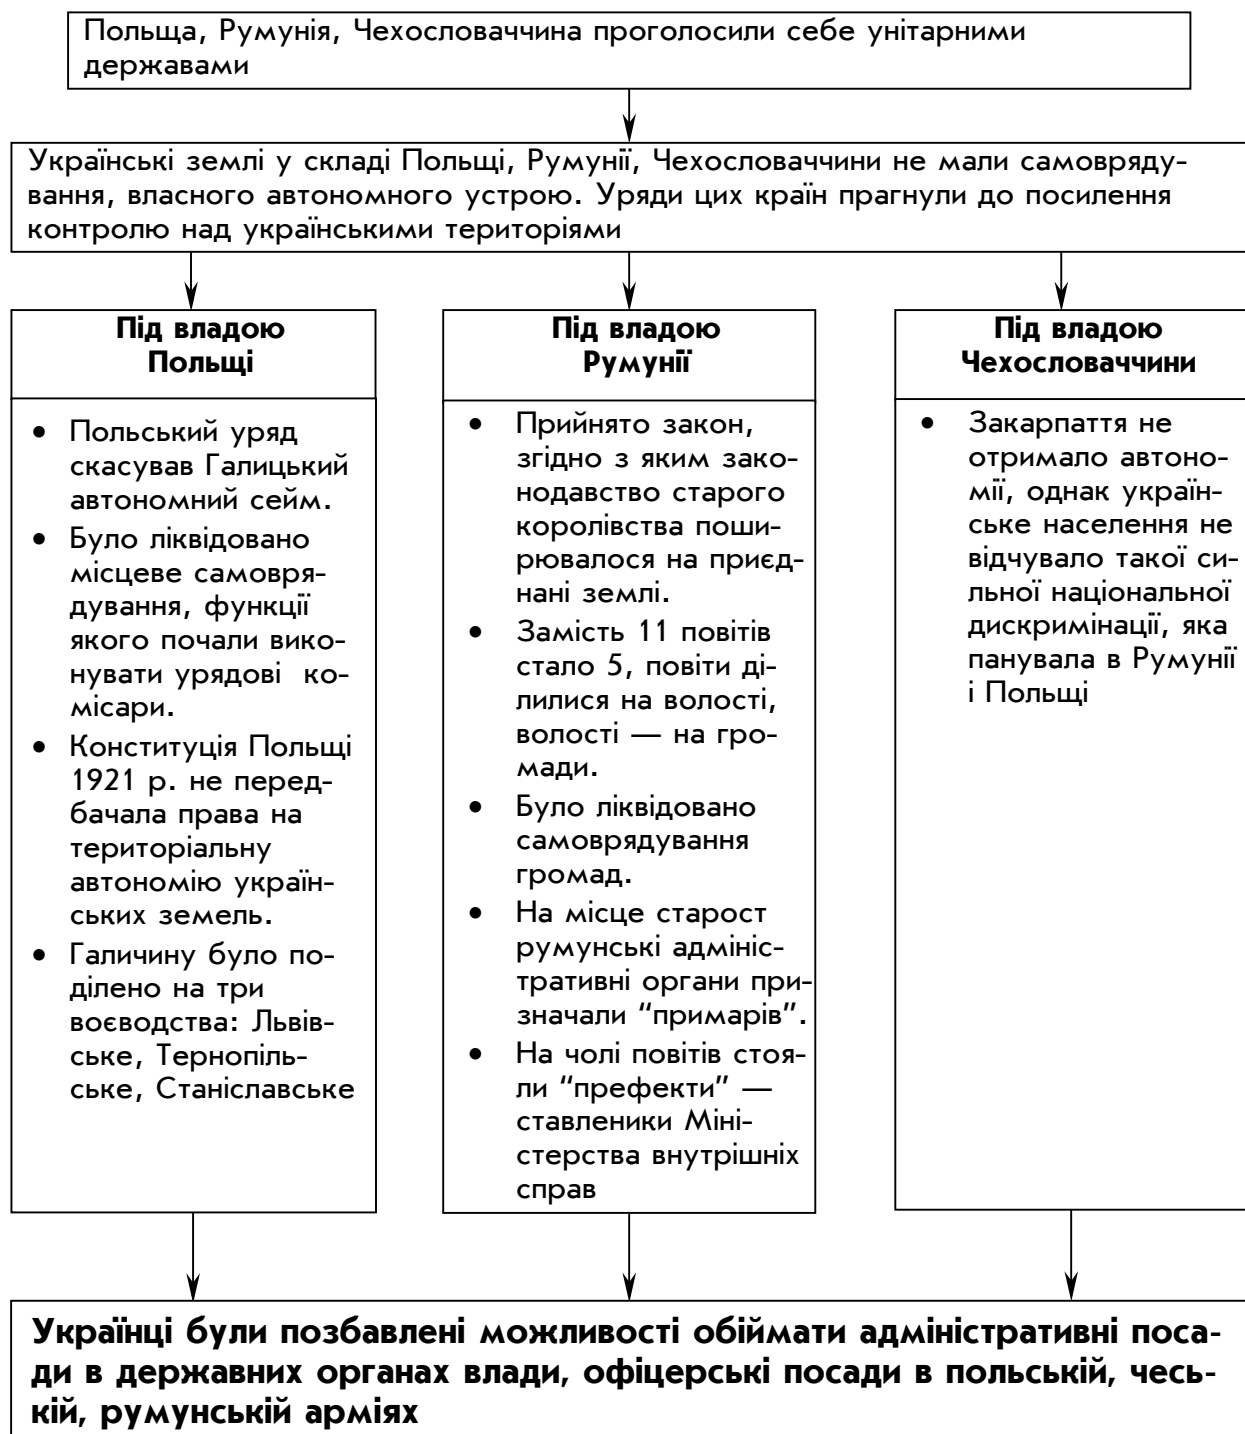 Польща, Румунія, Чехословаччина проголосили себе унітарними
державами
Українські землі у складі Польщі, Румунії, Чехословаччини не мали самовряду-
вання, власного автономного устрою. Уряди цих країн прагнули до посилення
контролю над українськими територіями
Під владою
Польщі
• Польський уряд
скасував Галицький
автономний сейм.
• Було ліквідовано
місцеве самовря-
дування, функції
якого почали вико-
нувати урядові ко-
місари.
• Конституція Польщі
1921 р. не перед-
бачала права на
територіальну
автономію україн-
ських земель.
• Галичину було по-
ділено на три
воєводства: Львів-
ське, Тернопіль-
ське, Станіславське
Під владою
Румунії
• Прийнято закон,
згідно з яким зако-
нодавство старого
королівства поши-
рювалося на приєд-
нані землі.
• Замість 11 повітів
стало 5, повіти ді-
лилися на волості,
волості — на гро-
мади.
• Було ліквідовано
самоврядування
громад.
• На місце старост
румунські адмініс-
тративні органи при-
значали “примарів”.
• На чолі повітів стоя-
ли “префекти” —
ставленики Міні-
стерства внутрішніх
справ
Під владою
Чехословаччини
• Закарпаття не
отримало автоно-
мії, однак україн-
ське населення не
відчувало такої си-
льної національної
дискримінації, яка
панувала в Румунії
і Польщі
Українці були позбавлені можливості обіймати адміністративні поса-
ди в державних органах влади, офіцерські посади в польській, чесь-
кій, румунській арміях